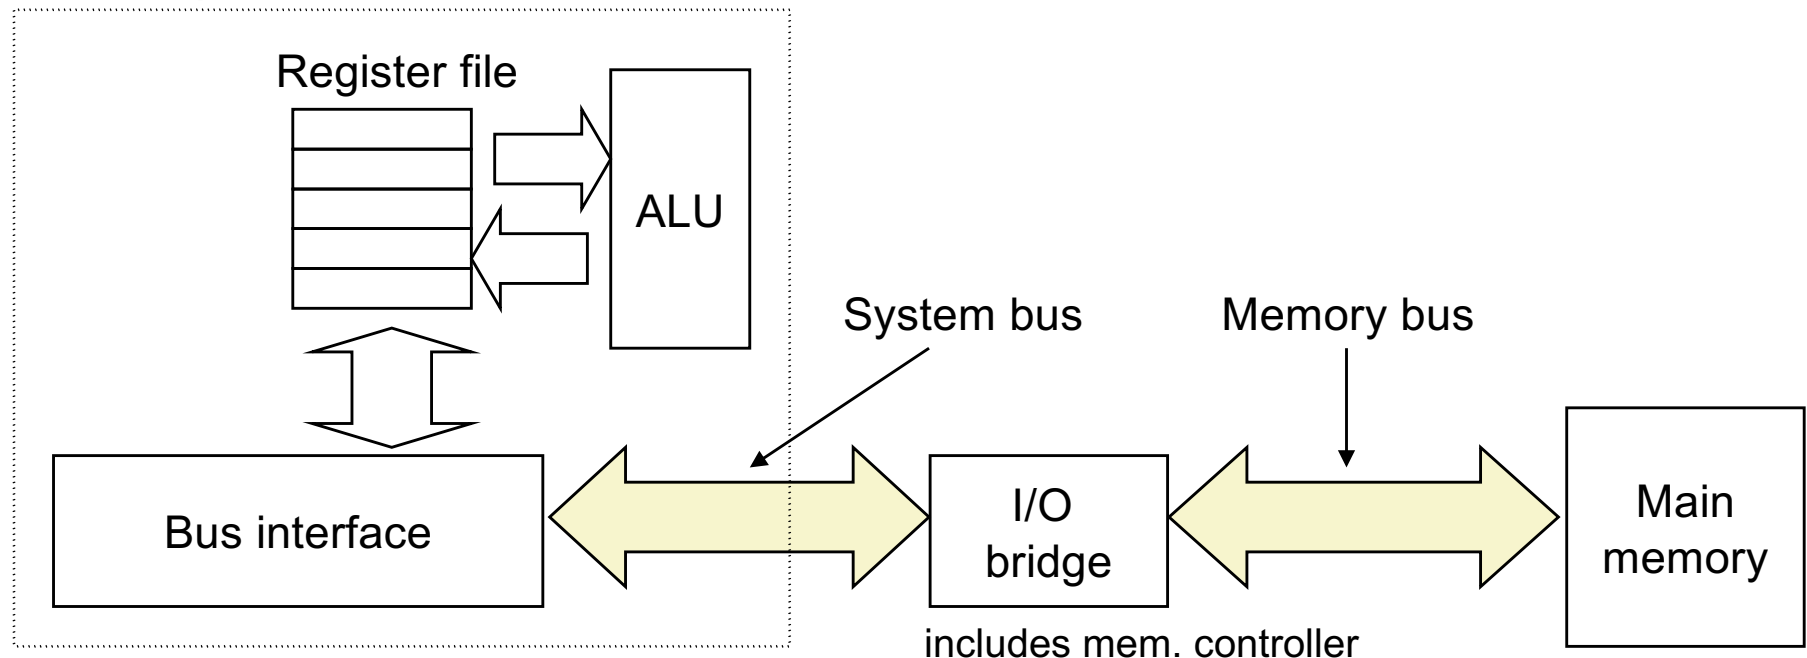 Register file
ALU
System bus
Memory bus
Bus interface
I/O
bridge
Main
memory
includes mem. controller